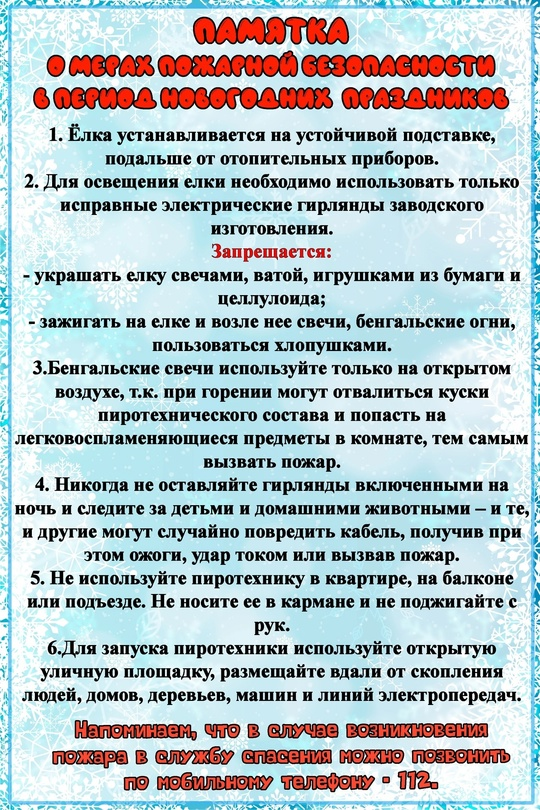 ПАМЯТКА
О МЕРАХ ПОЖАРНОЙ БЕЗОПАСНОСТИ
В ПЕРИОД НОВОГОДНИХ ПРАЗДНИКОВ
1. Ёлка устанавливается на устойчивой подставке,
подальше от отопительных приборов.
2. Для освещения елки необходимо использовать только
исправные электрические гирлянды заводского
изготовления.
Запрещается:
- украшать елку свечами, ватой, игрушками из бумаги и
целлулоида;
- зажигать на елке и возле нее свечи, бенгальские огни,
пользоваться хлопушками.
3.Бенгальские свечи используйте только на открытом
воздухе, т.к. при горении могут отвалиться куски
пиротехнического состава и попасть на
легковоспламеняющиеся предметы в комнате, тем самым
вызвать пожар.
4. Никогда не оставляйте гирлянды включенными на
ночь и следите за детьми и домашними животными – и те,
и другие могут случайно повредить кабель, получив при
этом ожоги, удар током или вызвав пожар.
5. Не используйте пиротехнику в квартире, на балконе
или подъезде. Не носите ее в кармане и не поджигайте с
рук.
6.Для запуска пиротехники используйте открытую
уличную площадку, размещайте вдали от скопления
людей, домов, деревьев, машин и линий электропередач.
Напоминаем, что в случае возникновения
пожара в службу спасения можно позвонить
по мобильному телефону - 112.